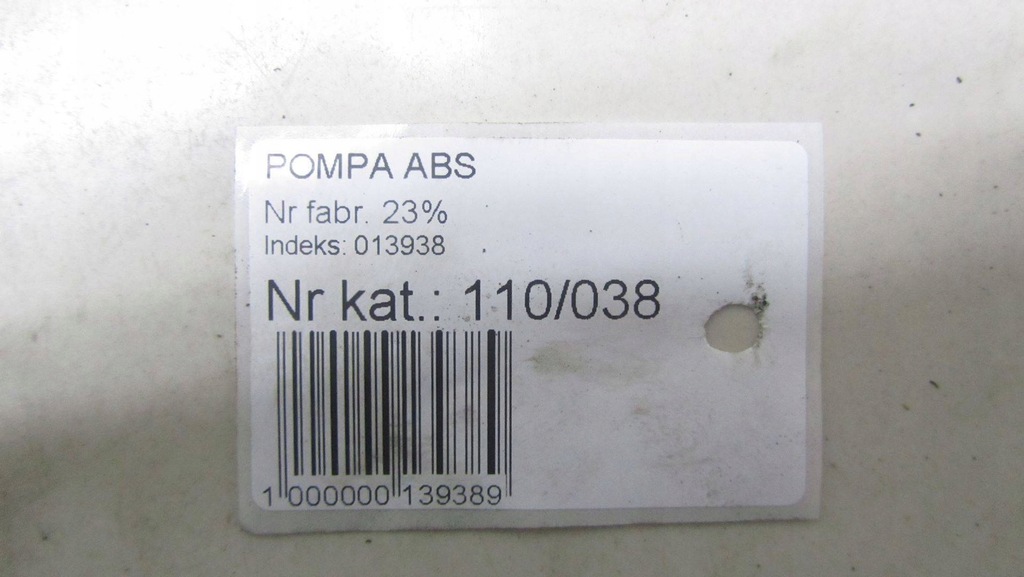 POMPA ABS
Nr fabr. 23%
Indeks: 013938
Nr kat.: 110/038
1 000000 139389